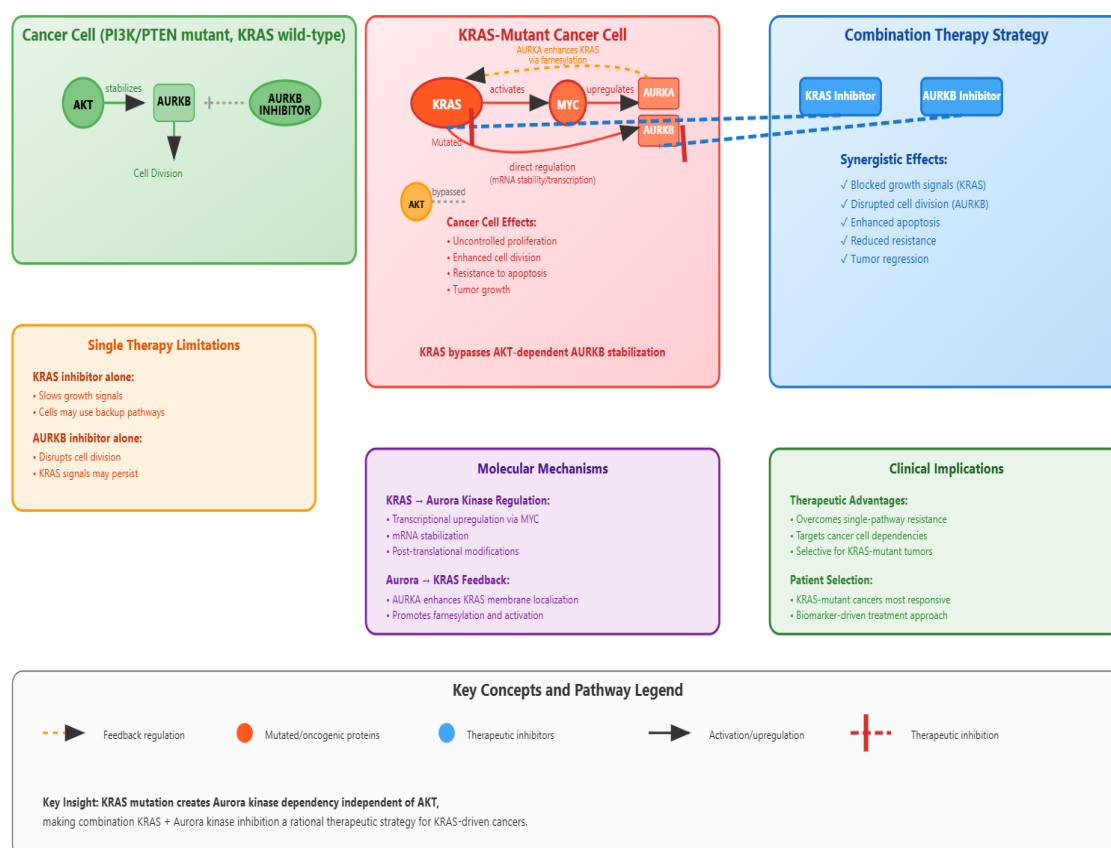 Cancer Cell (PI3K/PTEN mutant, KRAS wild-type)
AKT
stabilizes
AURKB
AURKB
INHIBITOR
Cell Division
KRAS-Mutant Cancer Cell
AURKA enhances KRAS
via farnesylation
KRAS
activates
MYC
upregulates
AURKA
AURKB
Mutated
direct regulation
(mRNA stability/transcription)
AKT
bypassed
Cancer Cell Effects:
• Uncontrolled proliferation
• Enhanced cell division
• Resistance to apoptosis
• Tumor growth
KRAS bypasses AKT-dependent AURKB stabilization
Combination Therapy Strategy
KRAS Inhibitor
AURKB Inhibitor
Synergistic Effects:
✓ Blocked growth signals (KRAS)
✓ Disrupted cell division (AURKB)
✓ Enhanced apoptosis
✓ Reduced resistance
✓ Tumor regression
Single Therapy Limitations
KRAS inhibitor alone:
• Slows growth signals
• Cells may use backup pathways
AURKB inhibitor alone:
• Disrupts cell division
• KRAS signals may persist
Molecular Mechanisms
KRAS → Aurora Kinase Regulation:
• Transcriptional upregulation via MYC
• mRNA stabilization
• Post-translational modifications
Aurora → KRAS Feedback:
• AURKA enhances KRAS membrane localization
• Promotes farnesylation and activation
Clinical Implications
Therapeutic Advantages:
• Overcomes single-pathway resistance
• Targets cancer cell dependencies
• Selective for KRAS-mutant tumors
Patient Selection:
• KRAS-mutant cancers most responsive
• Biomarker-driven treatment approach
Key Concepts and Pathway Legend
Feedback regulation
Mutated/oncogenic proteins
Therapeutic inhibitors
Activation/upregulation
Therapeutic inhibition
Key Insight: KRAS mutation creates Aurora kinase dependency independent of AKT,
making combination KRAS + Aurora kinase inhibition a rational therapeutic strategy for KRAS-driven cancers.